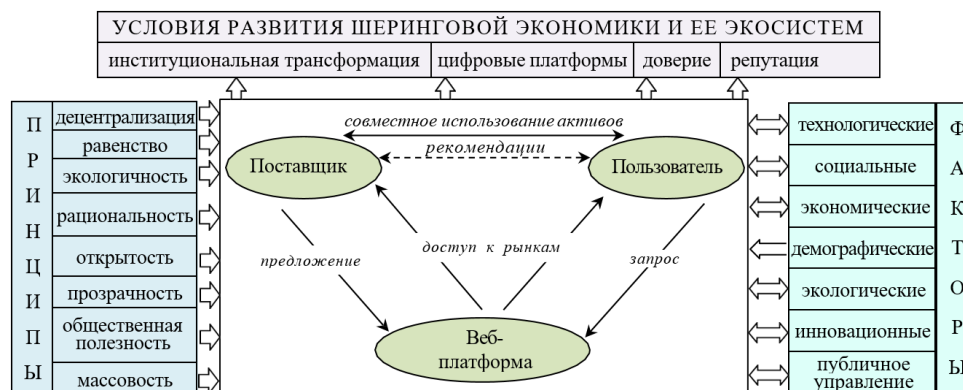 УСЛОВИЯ РАЗВИТИЯ ШЕРИНГОВОЙ ЭКОНОМИКИ И ЕЕ ЭКОСИСТЕМ
институциональная трансформация
цифровые платформы
доверие
репутация
ПРИНЦИПЫ
децентрализация
равенство
экологичность
рациональность
открытость
прозрачность
общественная
полезность
массовость
совместное использование активов
рекомендации
Поставщик
Пользователь
предложение
доступ к рынкам
запрос
Веб-
платформа
технологические
социальные
экономические
демографические
экологические
инновационные
публичное
управление
ФАКТОРЫ